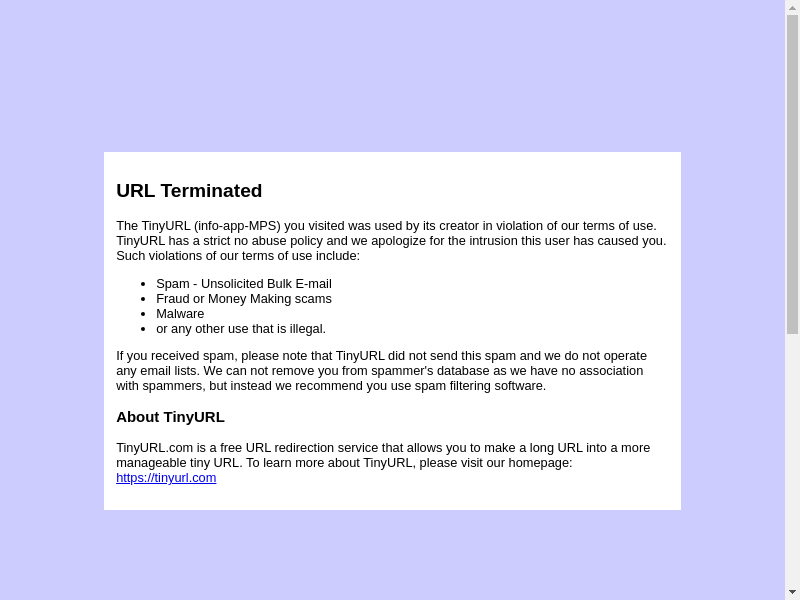 URL Terminated
The TinyURL (info-app-MPS) you visited was used by its creator in violation of our terms of use.
TinyURL has a strict no abuse policy and we apologize for the intrusion this user has caused you.
Such violations of our terms of use include:
• Spam - Unsolicited Bulk E-mail
• Fraud or Money Making scams
• Malware
• or any other use that is illegal.
If you received spam, please note that TinyURL did not send this spam and we do not operate
any email lists. We can not remove you from spammer's database as we have no association
with spammers, but instead we recommend you use spam filtering software.
About TinyURL
TinyURL.com is a free URL redirection service that allows you to make a long URL into a more
manageable tiny URL. To learn more about TinyURL, please visit our homepage:
https://tinyurl.com